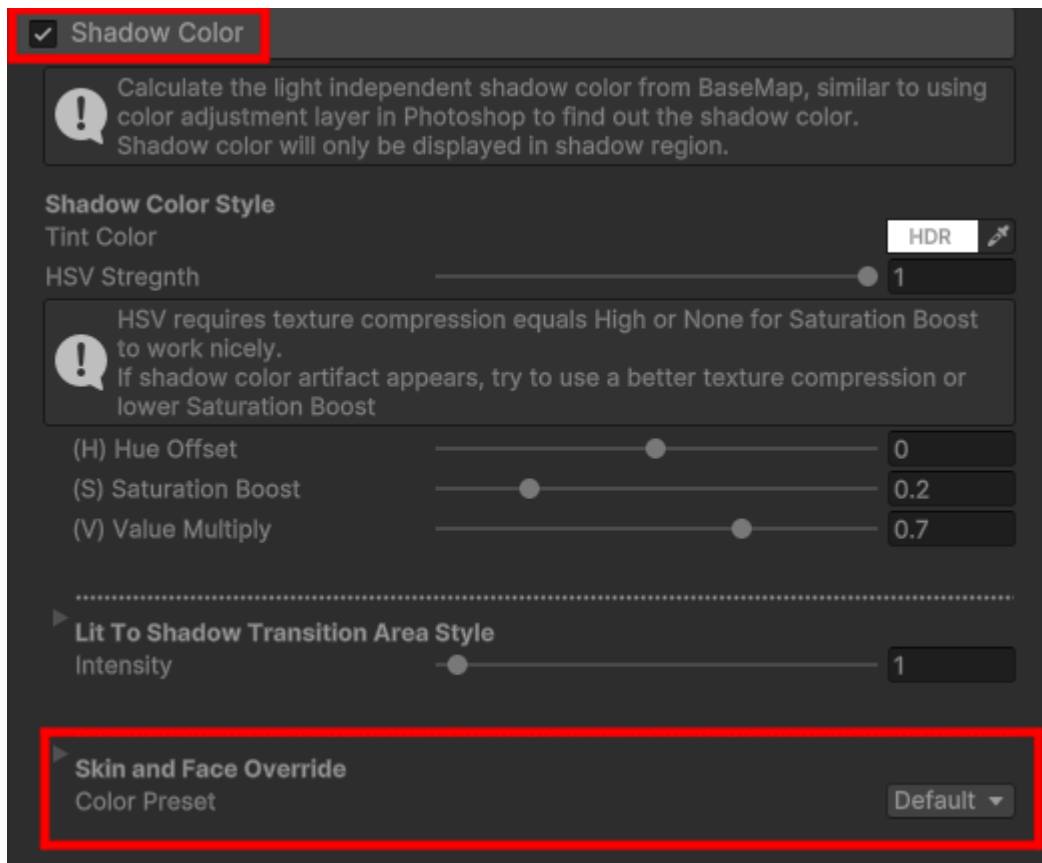 Shadow Color
Calculate the light independent shadow color from BaseMap, similar to using
color adjustment layer in Photoshop to find out the shadow color.
Shadow color will only be displayed in shadow region.
Shadow Color Style
Tint Color HDR
HSV Stregnth 1
HSV requires texture compression equals High or None for Saturation Boost
to work nicely.
If shadow color artifact appears, try to use a better texture compression or
lower Saturation Boost
(H) Hue Offset 0
(S) Saturation Boost 0.2
(V) Value Multiply 0.7
Lit To Shadow Transition Area Style
Intensity 1
Skin and Face Override
Color Preset Default